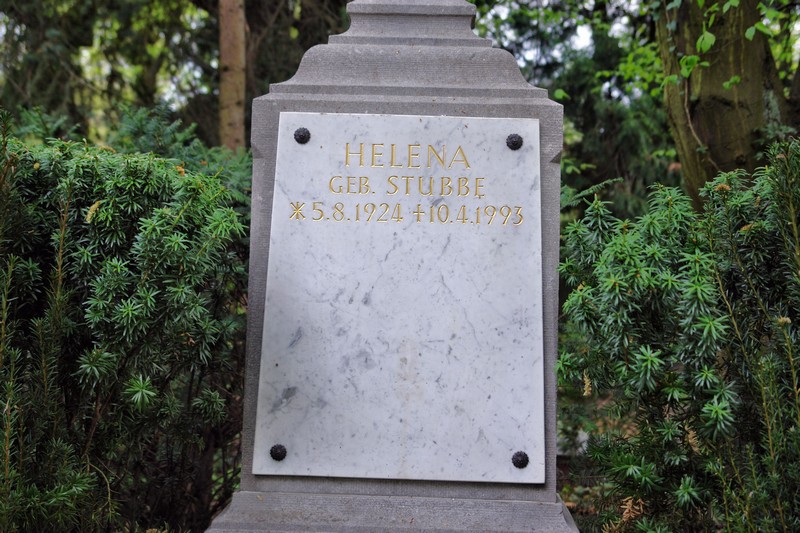 HELENA
GEB. STUBBE
*5.8.1924 +10.4.1993